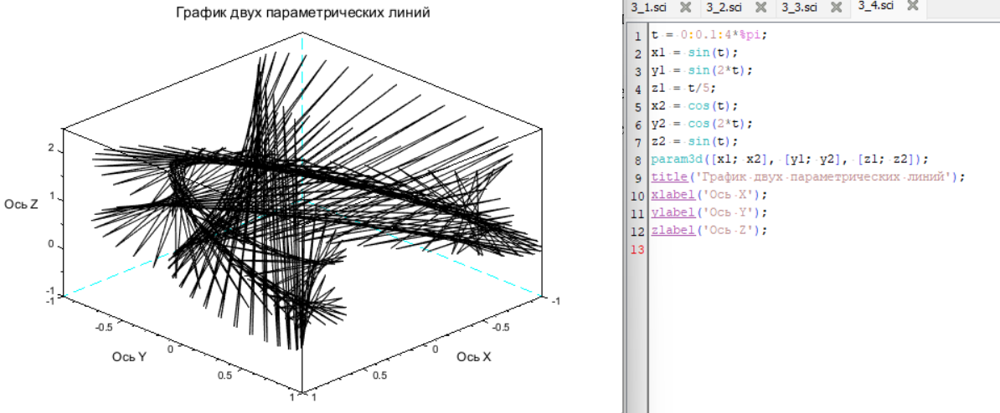 График двух параметрических линий
2
1
0
-1
-1
-0.5
0
0.5
1
1
0.5
0
-0.5
-1
Ось Z
Ось Y
Ось X
3_1.sci 3_2.sci 3_3.sci 3_4.sci
1 t = 0:0.1:4*%pi;
2 x1 = sin(t);
3 y1 = sin(2*t);
4 z1 = t/5;
5 x2 = cos(t);
6 y2 = cos(2*t);
7 z2 = sin(t);
8 param3d([x1; x2], [y1; y2], [z1; z2]);
9 title('График двух параметрических линий');
10 xlabel('Ось X');
11 ylabel('Ось Y');
12 zlabel('Ось Z');
13